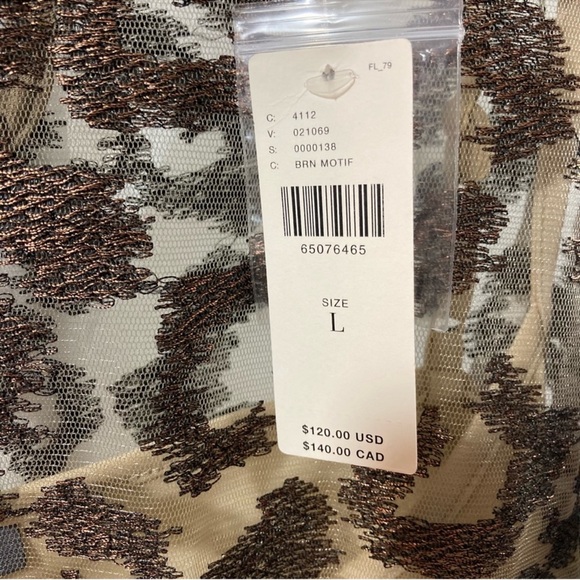 FL_79
C: 4112
V: 021069
S: 0000138
C: BRN MOTIF
65076465
SIZE
L
$120.00 USD
$140.00 CAD